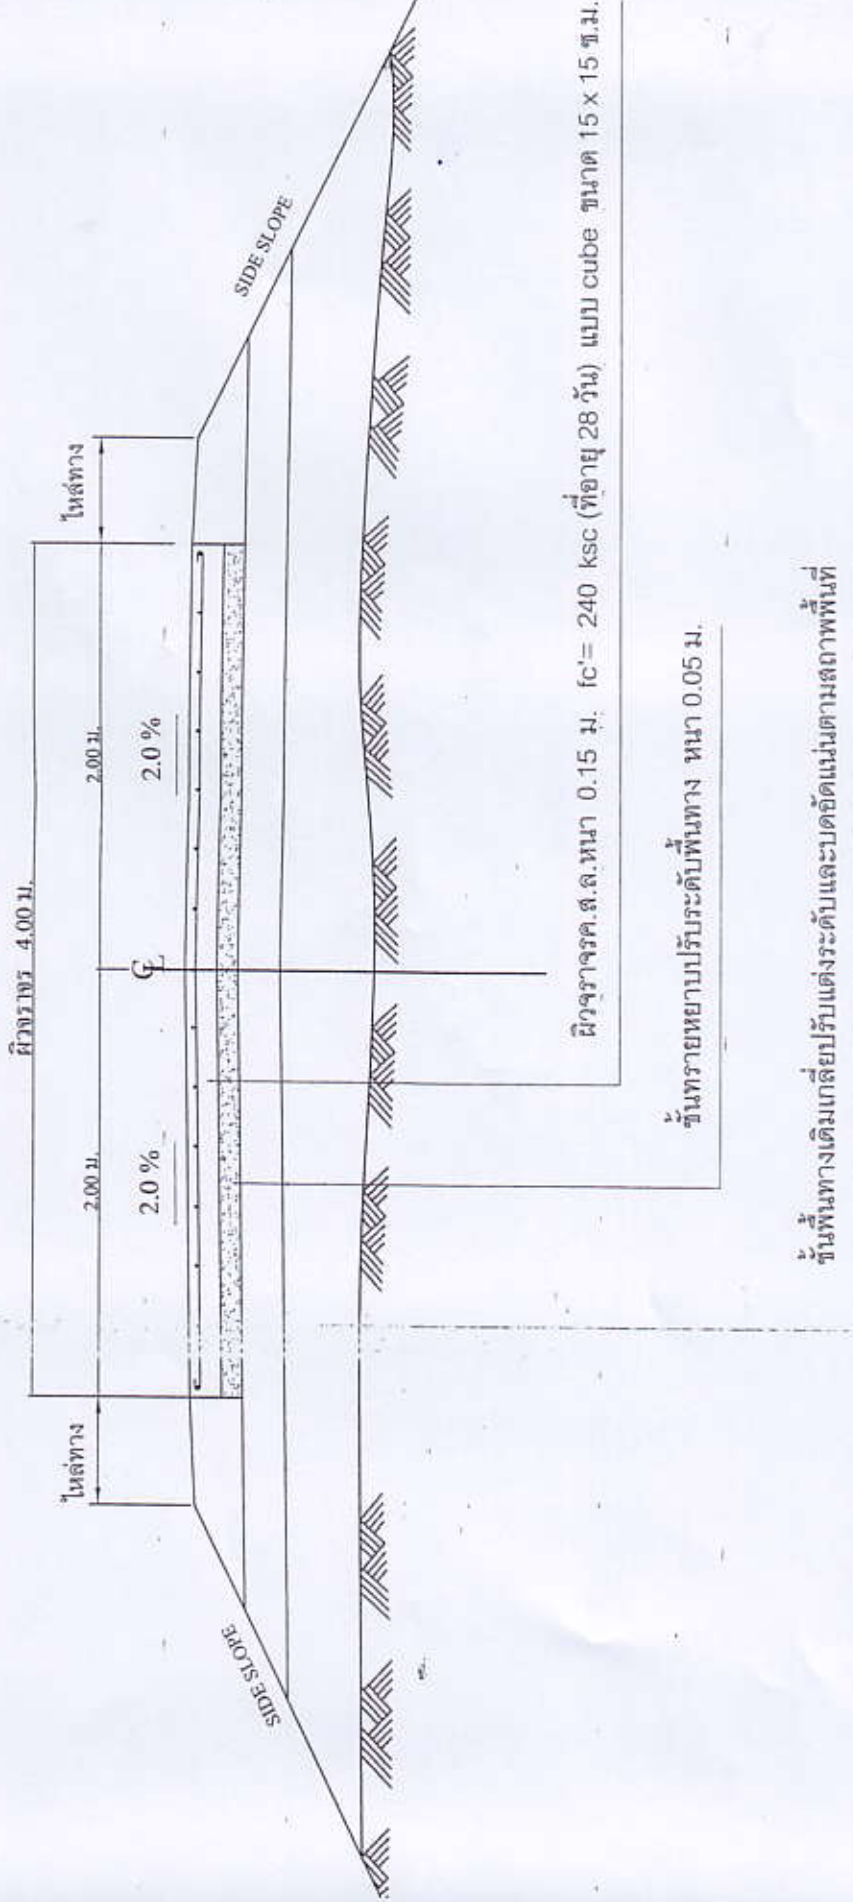 ผิวจราจร 4.00 ม.
ไหล่ทาง
2.00 ม.
2.00 ม.
ไหล่ทาง
2.0 %
CL
2.0 %
SIDE SLOPE
SIDE SLOPE
ผิวจราจรค.ส.ล.หนา 0.15 ม. fc'= 240 ksc (ที่อายุ 28 วัน) แบบ cube ขนาด 15 x 15 ซ.ม.
ชั้นทรายหยาบปรับระดับพื้นทาง หนา 0.05 ม.
ชั้นพื้นทางเดิมเกลี่ยปรับแต่งระดับและบดอัดแน่นตามสภาพพื้นที่